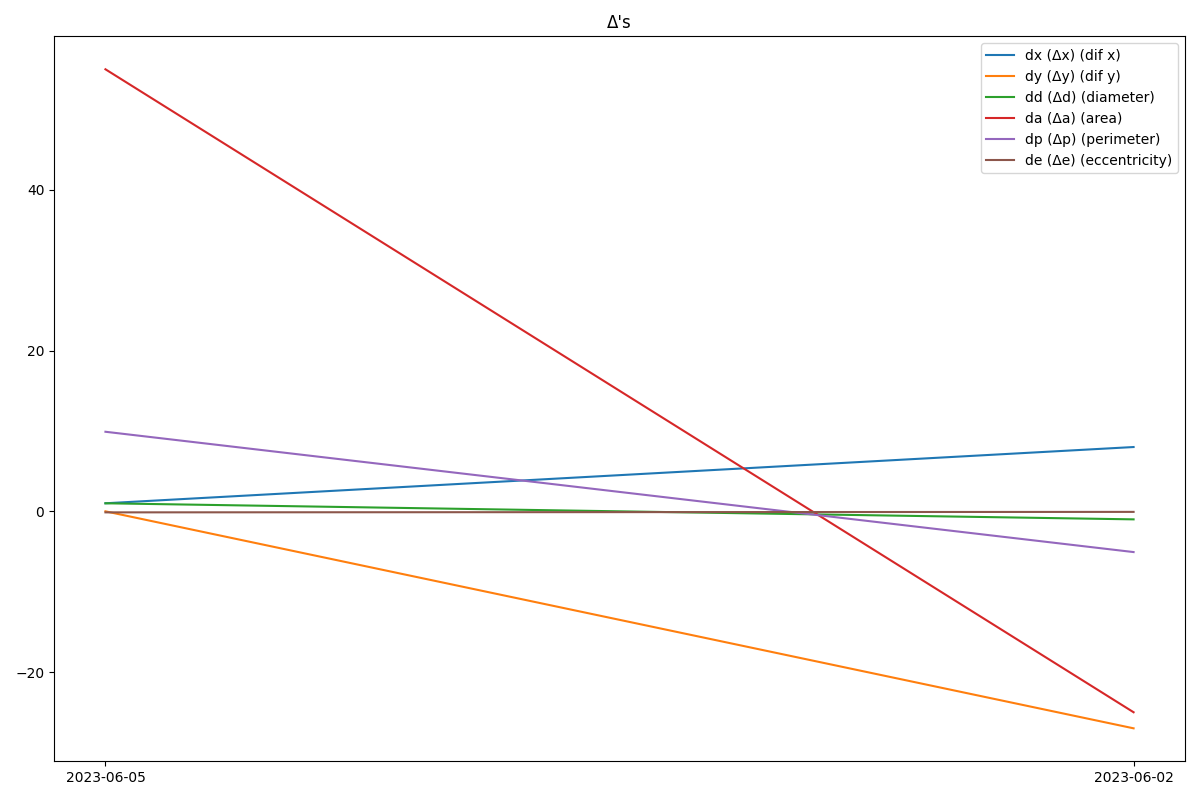 Δ's
dx (Δx) (dif x)
dy (Δy) (dif y)
dd (Δd) (diameter)
da (Δa) (area)
dp (Δp) (perimeter)
de (Δe) (eccentricity)
40
20
0
−20
2023-06-05
2023-06-02